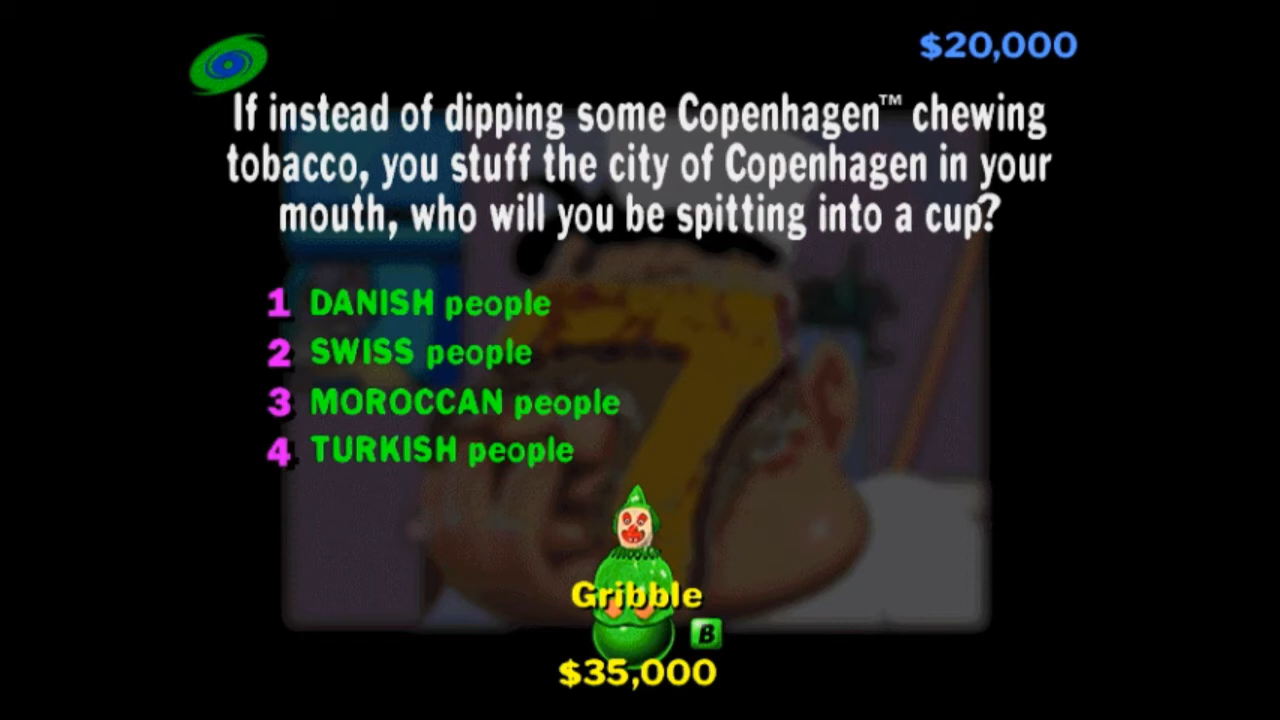 $20,000
If instead of dipping some Copenhagen™ chewing
tobacco, you stuff the city of Copenhagen in your
mouth, who will you be spitting into a cup?
1 DANISH people
2 SWISS people
3 MOROCCAN people
4 TURKISH people
Gribble
B
$35,000